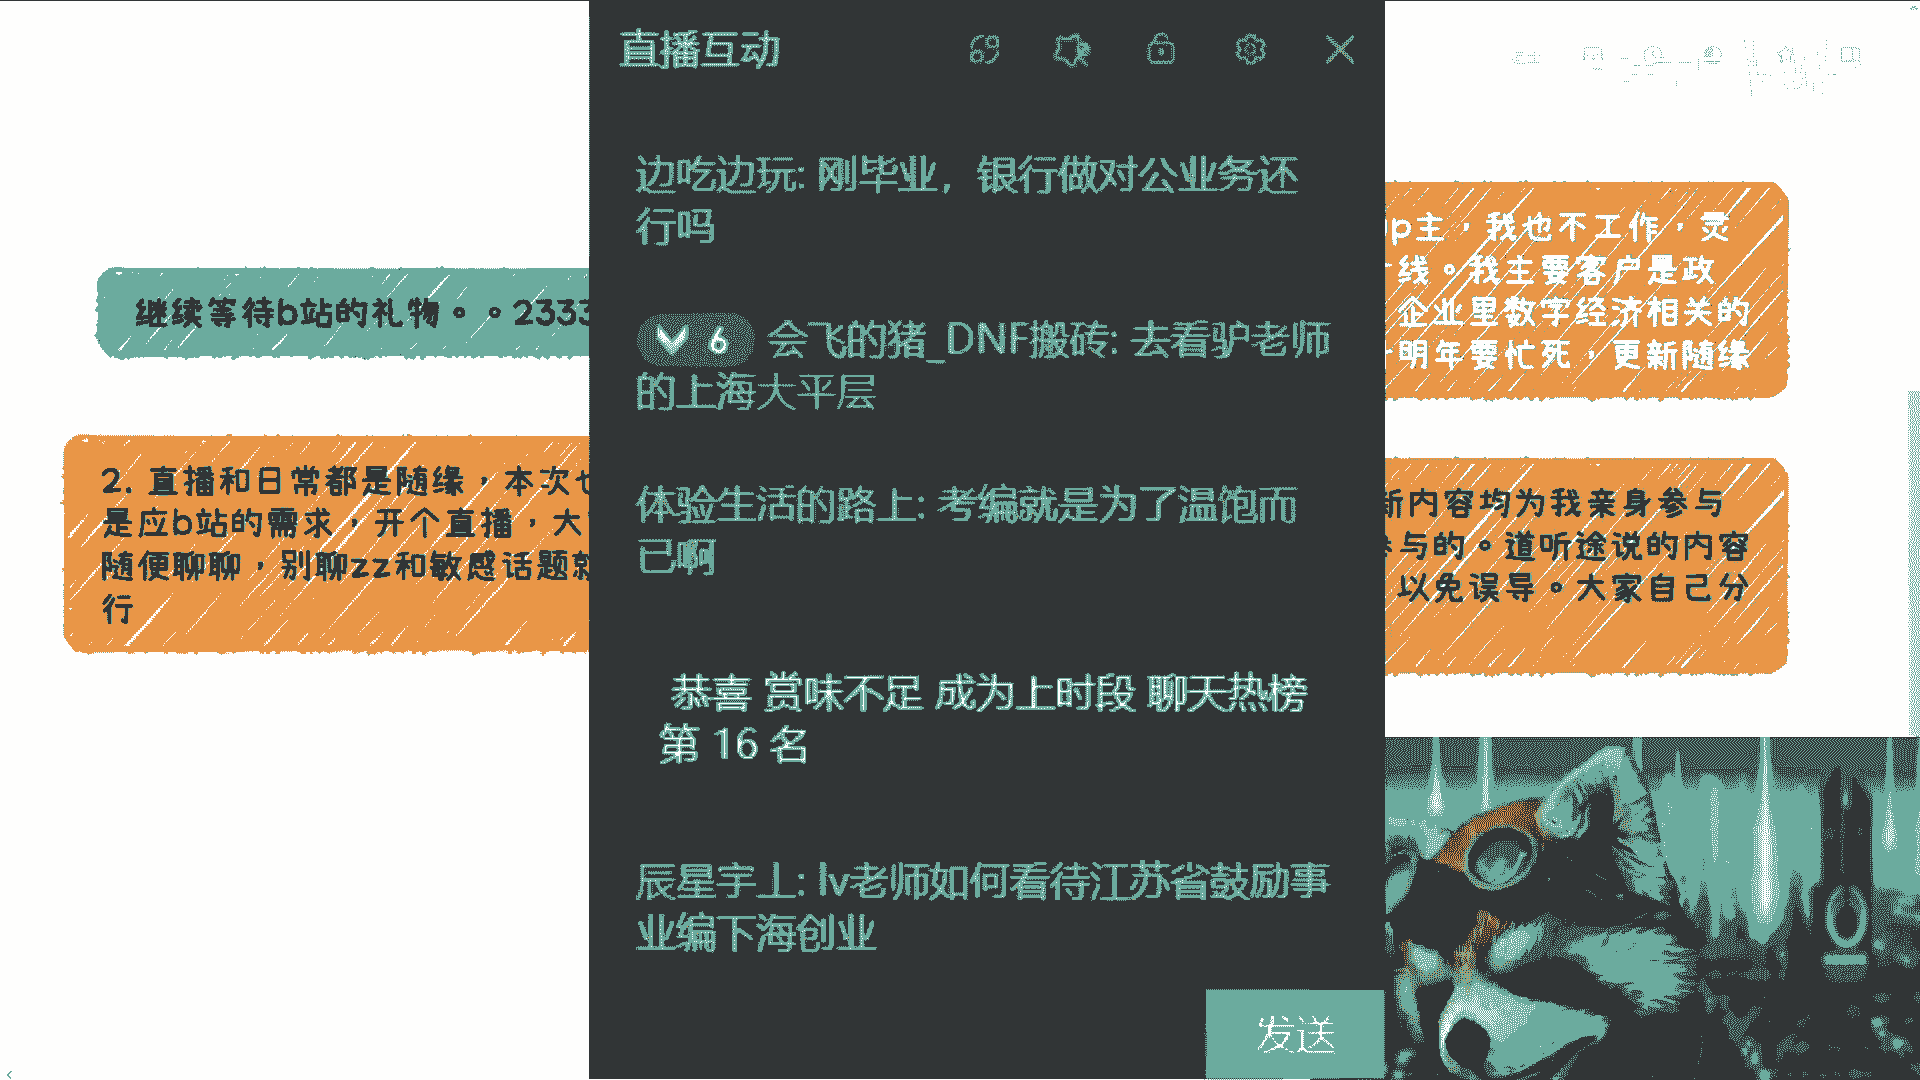 直播互动
69
边吃边玩: 刚毕业，银行做对公业务还
行吗
6 会飞的猪_DNF搬砖: 去看驴老师
的上海大平层
体验生活的路上: 考编就是为了温饱而
已啊
恭喜 赏味不足 成为上时段 聊天热榜
第 16 名
辰星宇上: lv老师如何看待江苏省鼓励事
业编下海创业
发送
继续等待b站的礼物。。2333
2. 直播和日常都是随缘，本次也
是应b站的需求，开个直播，大
随便聊聊，别聊zz和敏感话题就
行
p主，我也不工作，灵
线。我主要客户是政
企业里数字经济相关的
明年要忙死，更新随缘
新内容均为我亲身参与
参与的。道听途说的内容
以免误导。大家自己分